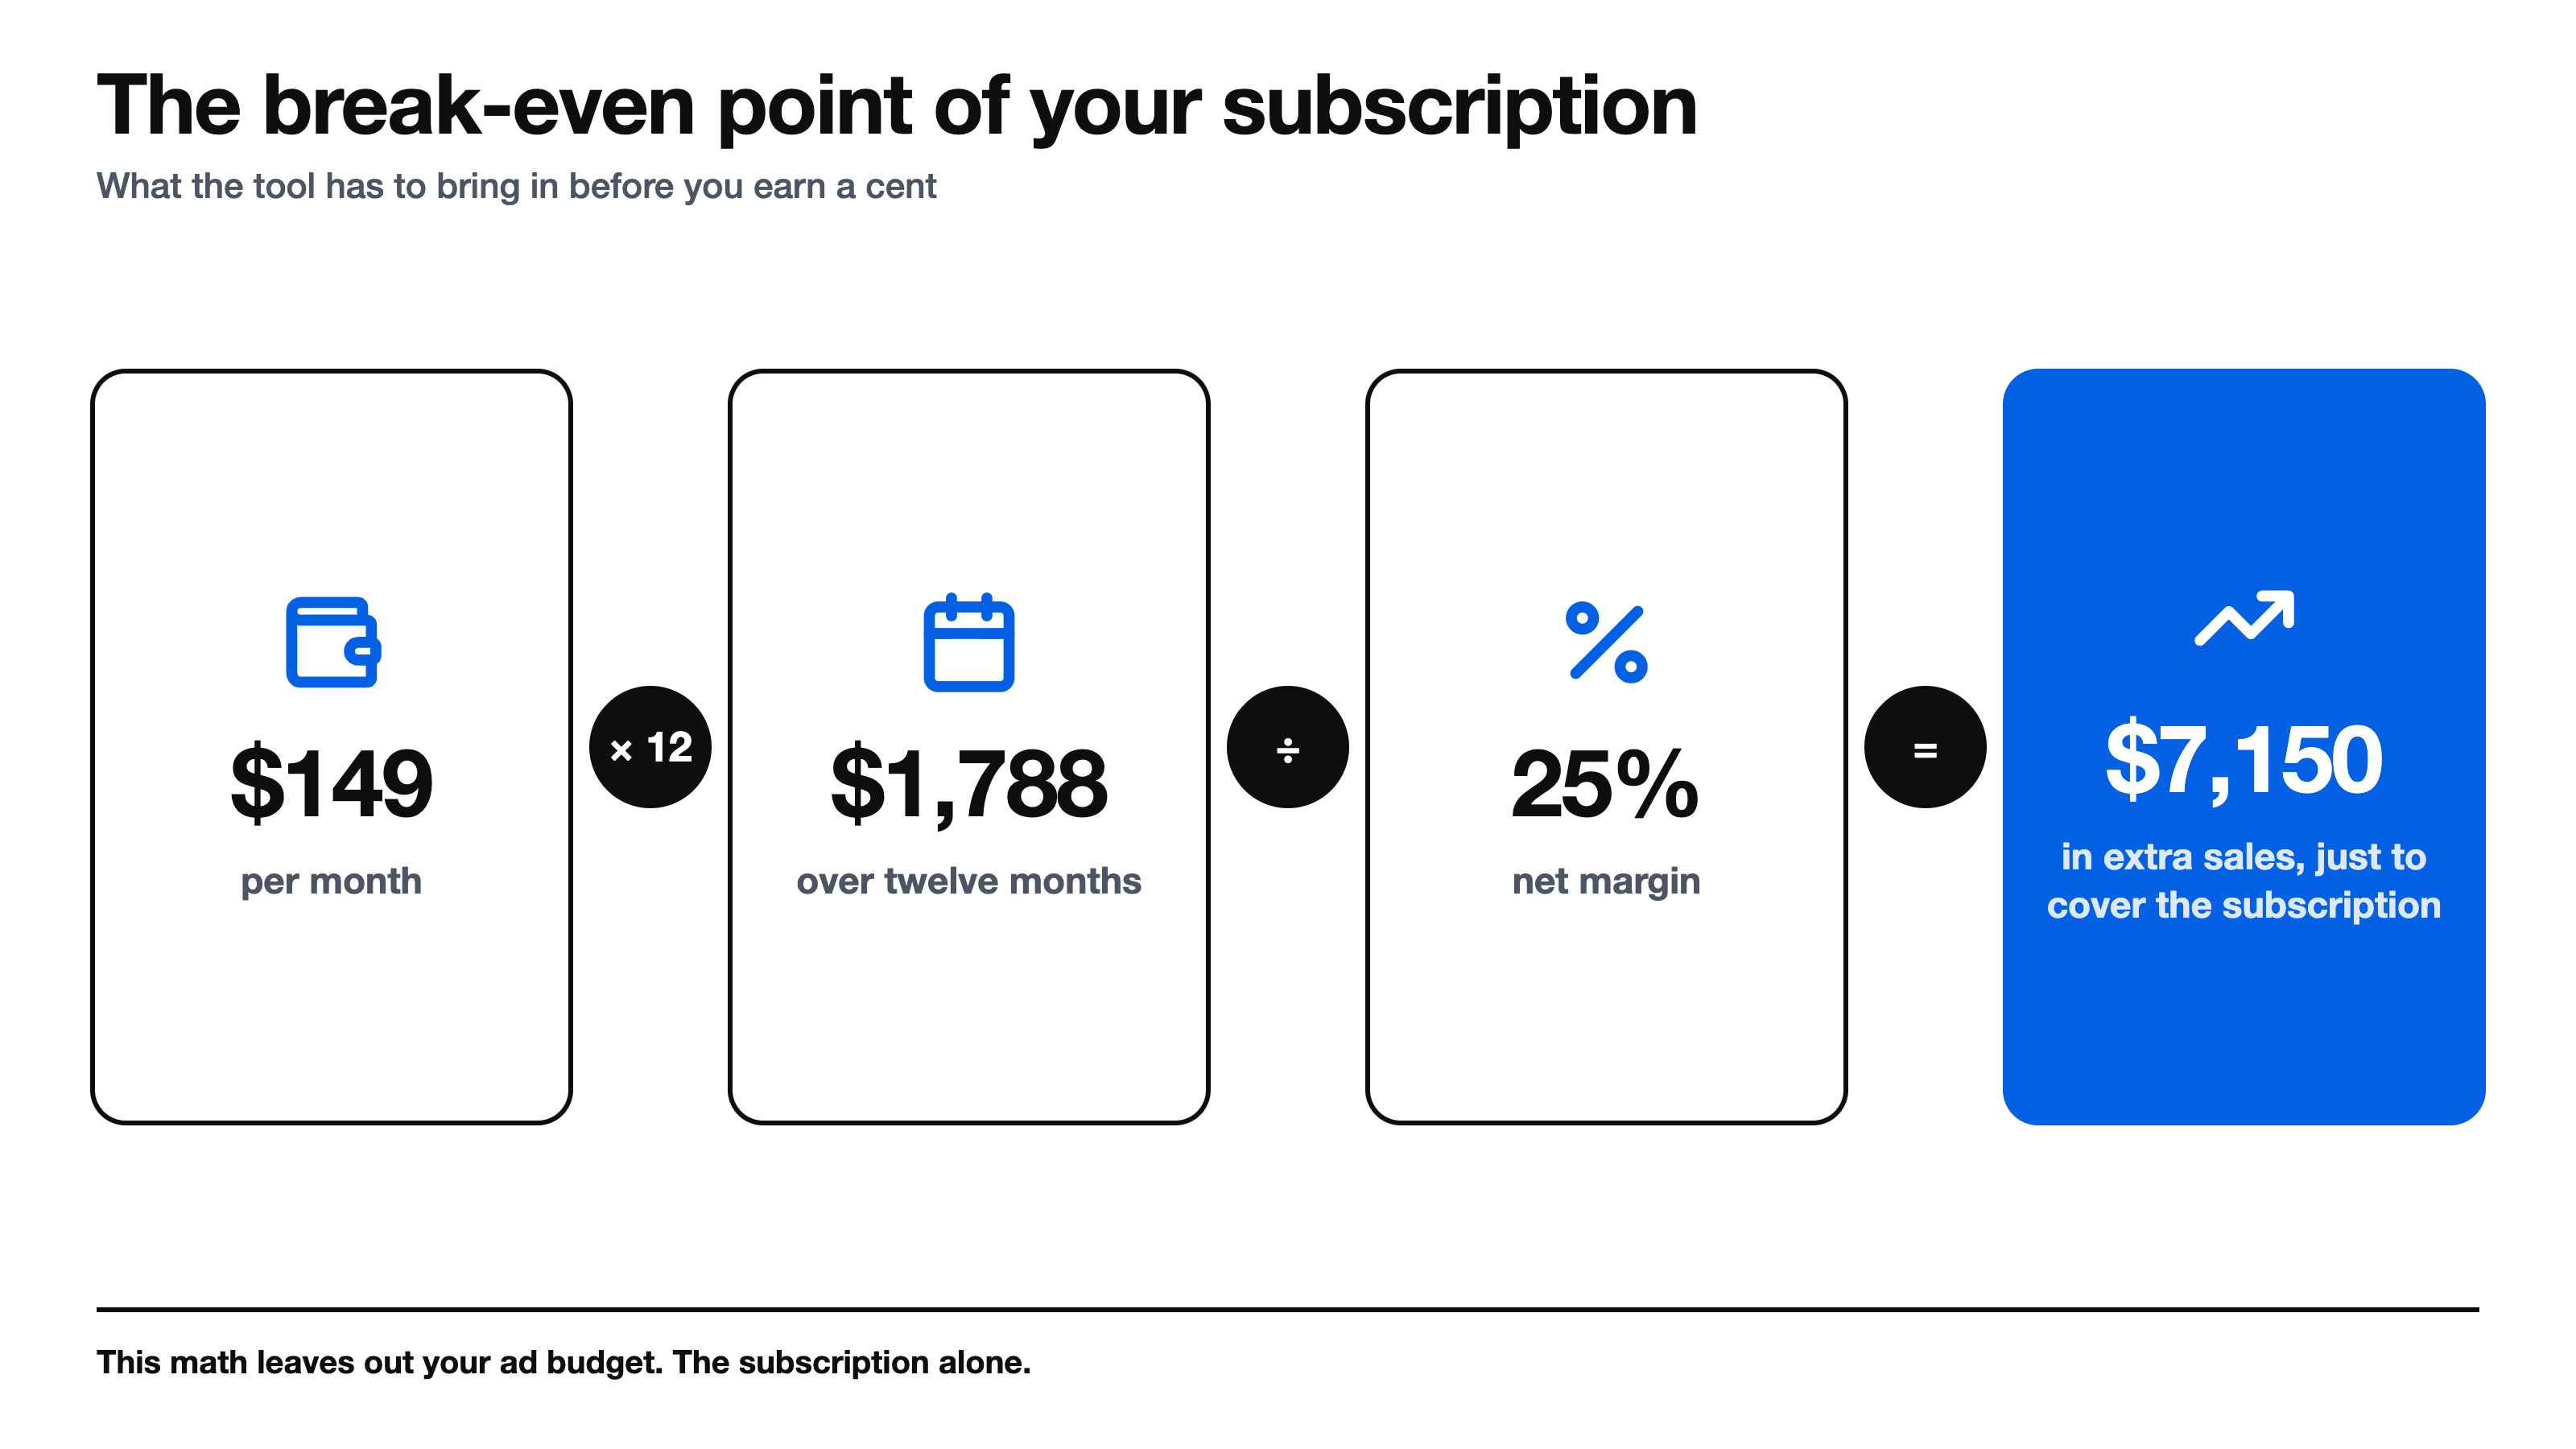 The break-even point of your subscription
What the tool has to bring in before you earn a cent
$149
per month
× 12
$1,788
over twelve months
÷
25%
net margin
=
$7,150
in extra sales, just to
cover the subscription
This math leaves out your ad budget. The subscription alone.